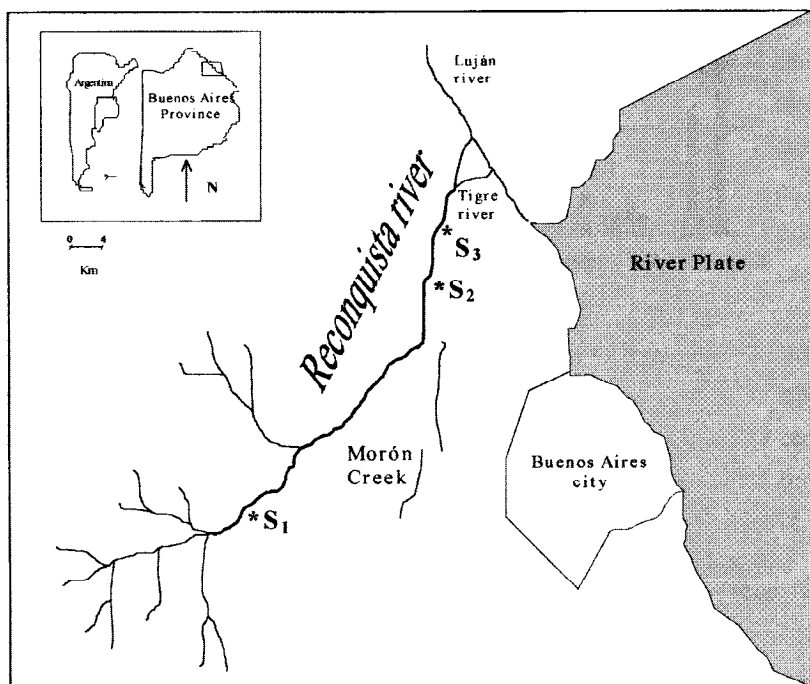 Argentina
Buenos Aires
Province
N
0 4
Km
Luján
river
Tigre
river
Reconquista river
*S3
*S2
River Plate
Morón
Creek
Buenos Aires
city
*S1